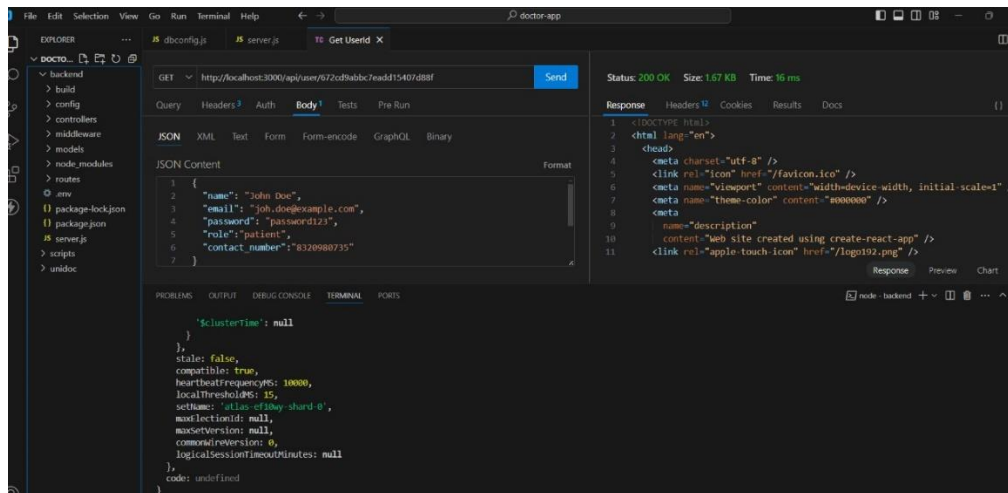 File Edit Selection View Go Run Terminal Help
doctor-app
EXPLORER
JS dbconfig.js JS server.js TC Get Userid
DOCTO...
backend
build
config
controllers
middleware
models
node_modules
routes
.env
{} package-lock.json
{} package.json
JS server.js
scripts
unidoc
GET http://localhost:3000/api/user/672cd9abbc7eadd15407d88f Send
Query Headers 3 Auth Body 1 Tests Pre Run
JSON XML Text Form Form-encode GraphQL Binary
JSON Content Format
1 {
2 "name": "John Doe",
3 "email": "joh.doe@example.com",
4 "password": "password123",
5 "role":"patient",
6 "contact_number":"8320980735"
7 }
Status: 200 OK Size: 1.67 KB Time: 16 ms
Response Headers 12 Cookies Results Docs {}
1 <!DOCTYPE html>
2 <html lang="en">
3 <head>
4 <meta charset="utf-8" />
5 <link rel="icon" href="/favicon.ico" />
6 <meta name="viewport" content="width=device-width, initial-scale=1"
7 <meta name="theme-color" content="#000000" />
8 <meta
9 name="description"
10 content="Web site created using create-react-app" />
11 <link rel="apple-touch-icon" href="/logo192.png" />
Response Preview Chart
PROBLEMS OUTPUT DEBUG CONSOLE TERMINAL PORTS
node - backend
'$clusterTime': null
}
},
stale: false,
compatible: true,
heartbeatFrequencyMS: 10000,
localThresholdMS: 15,
setName: 'atlas-ef10wy-shard-0',
maxElectionId: null,
maxSetVersion: null,
commonWireVersion: 0,
logicalSessionTimeoutMinutes: null
},
code: undefined
}